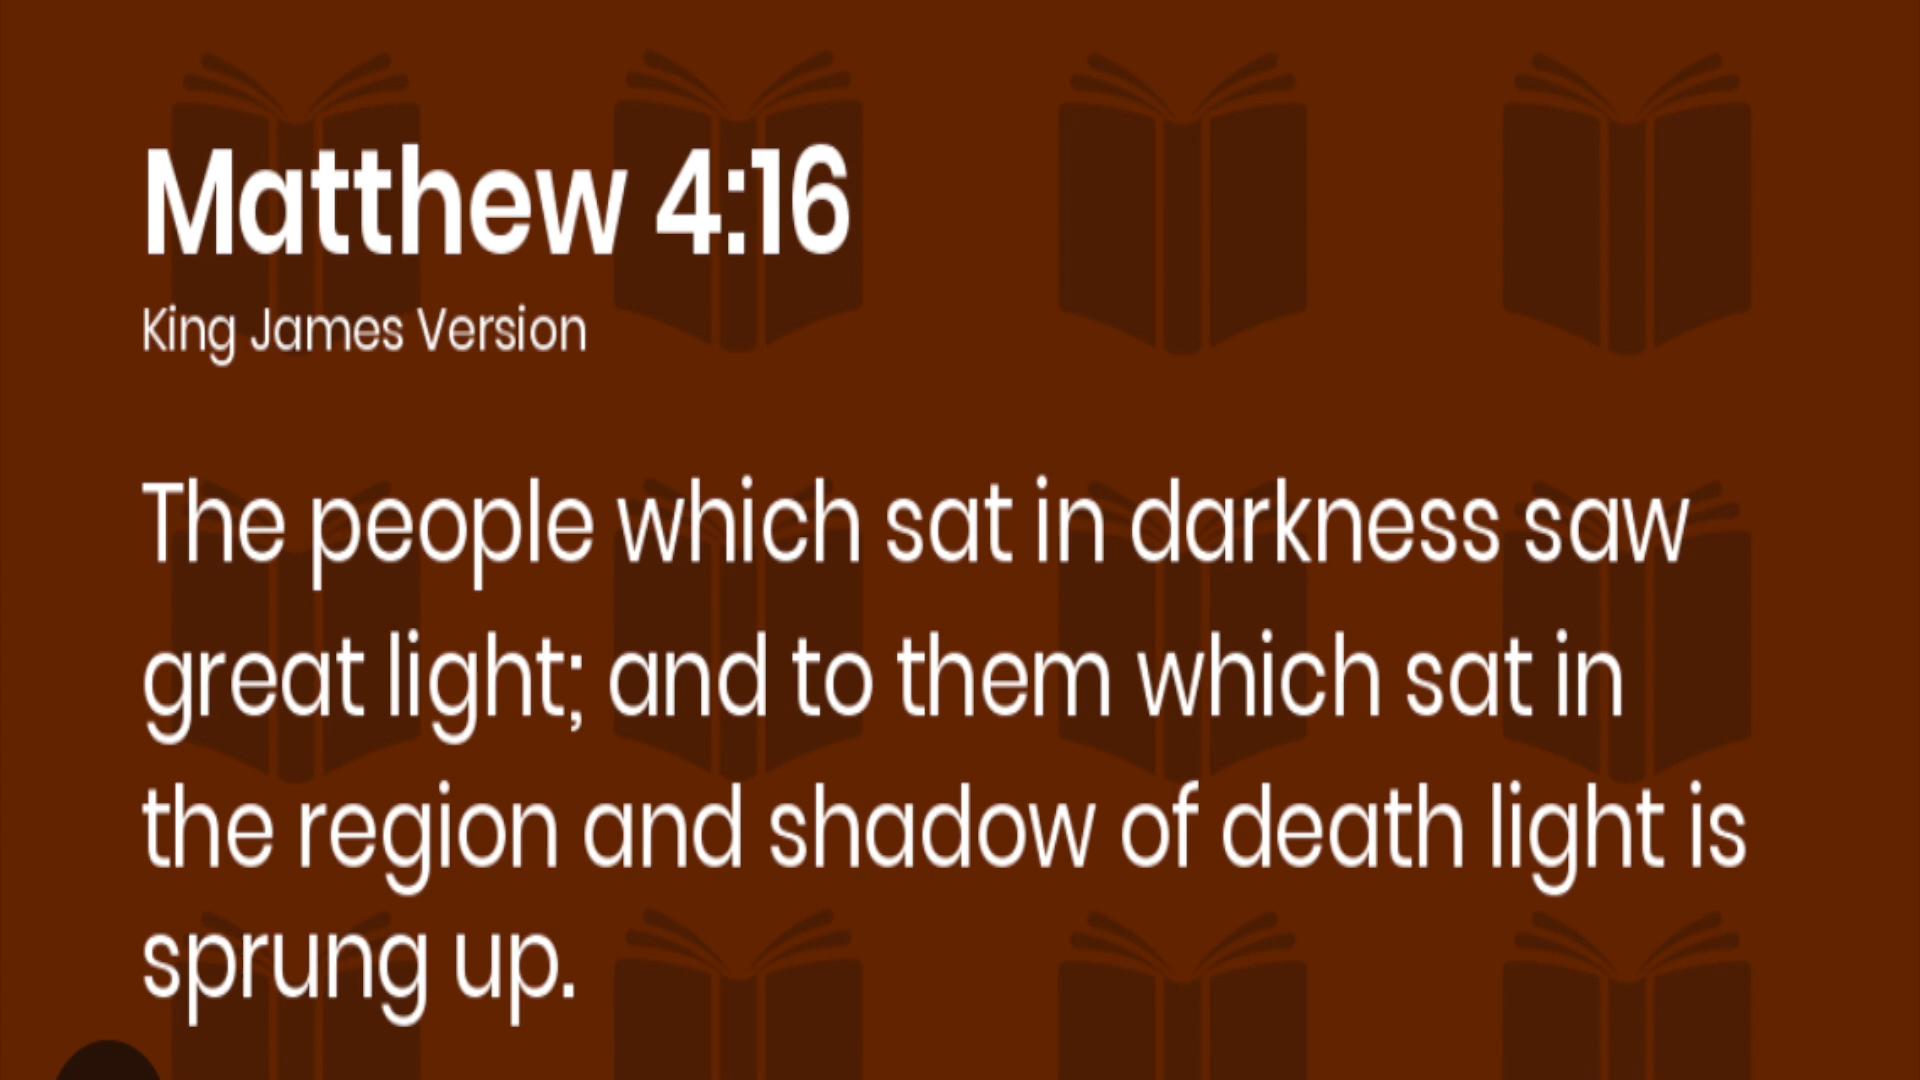 Matthew 4:16
King James Version
The people which sat in darkness saw
great light; and to them which sat in
the region and shadow of death light is
sprung up.